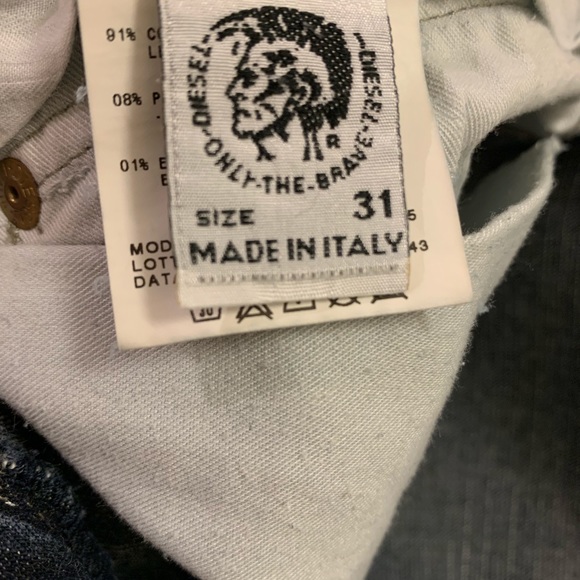 91% CO
LI
08% P
01% E
E
DIESEL
DIESEL
ONLY-THE-BRAVE
R
SIZE 31
MADE IN ITALY
5
MOD
43
LOTT
DATA
30